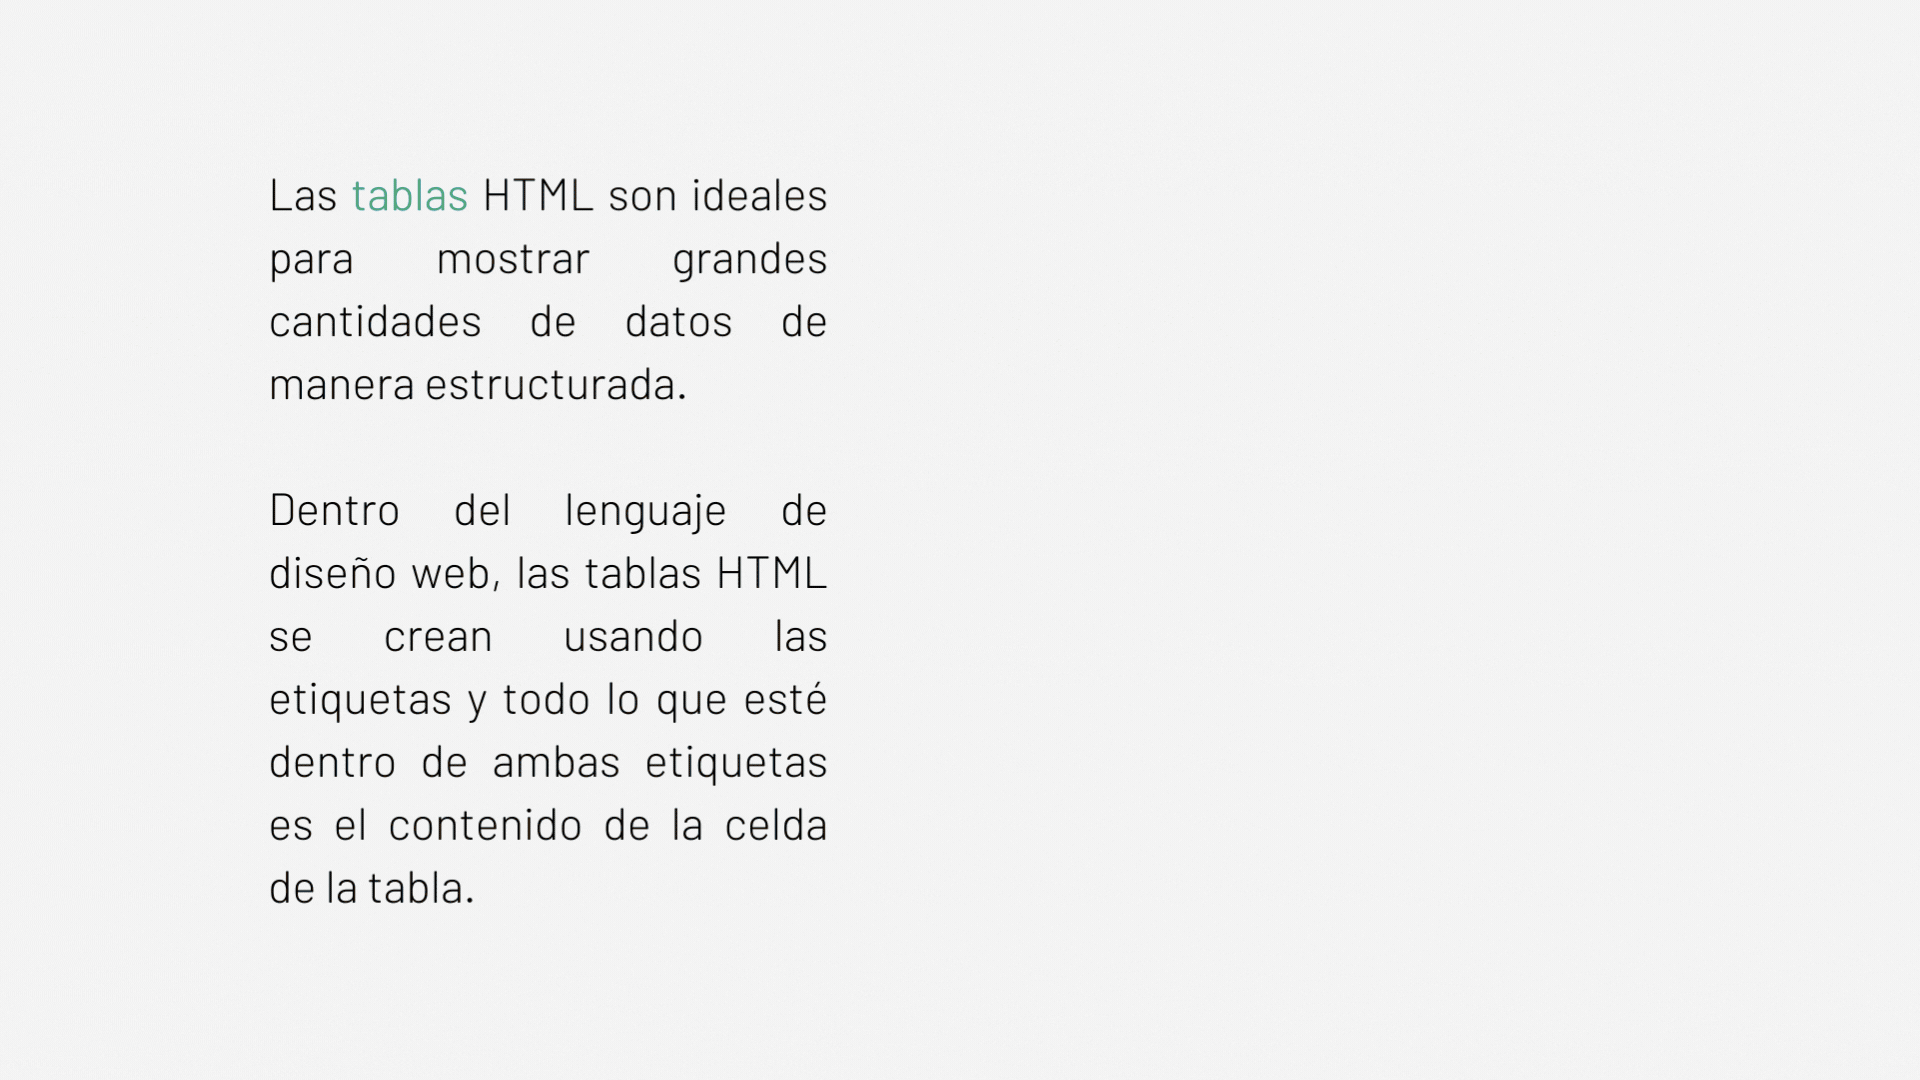 Las tablas HTML son ideales
para mostrar grandes
cantidades de datos de
manera estructurada.
Dentro del lenguaje de
diseño web, las tablas HTML
se crean usando las
etiquetas y todo lo que esté
dentro de ambas etiquetas
es el contenido de la celda
de la tabla.